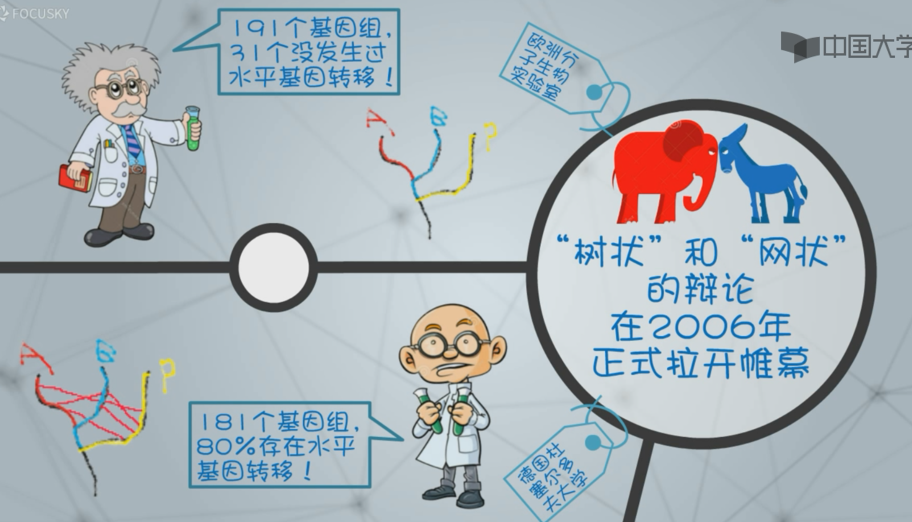 FOCUSKY
中国大学
191个基因组,
31个没发生过
水平基因转移!
欧洲分
子生物
实验室
A
B
P
“树状”和“网状”
的辩论
在2006年
正式拉开帷幕
A
B
P
181个基因组,
80%存在水平
基因转移!
德国杜
塞尔多
夫大学